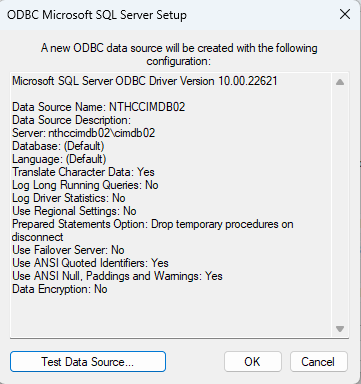 ODBC Microsoft SQL Server Setup
A new ODBC data source will be created with the following
configuration:
Microsoft SQL Server ODBC Driver Version 10.00.22621
Data Source Name: NTHCCIMDB02
Data Source Description:
Server: nthccimdb02\cimdb02
Database: (Default)
Language: (Default)
Translate Character Data: Yes
Log Long Running Queries: No
Log Driver Statistics: No
Use Regional Settings: No
Prepared Statements Option: Drop temporary procedures on
disconnect
Use Failover Server: No
Use ANSI Quoted Identifiers: Yes
Use ANSI Null, Paddings and Warnings: Yes
Data Encryption: No
Test Data Source...
OK
Cancel